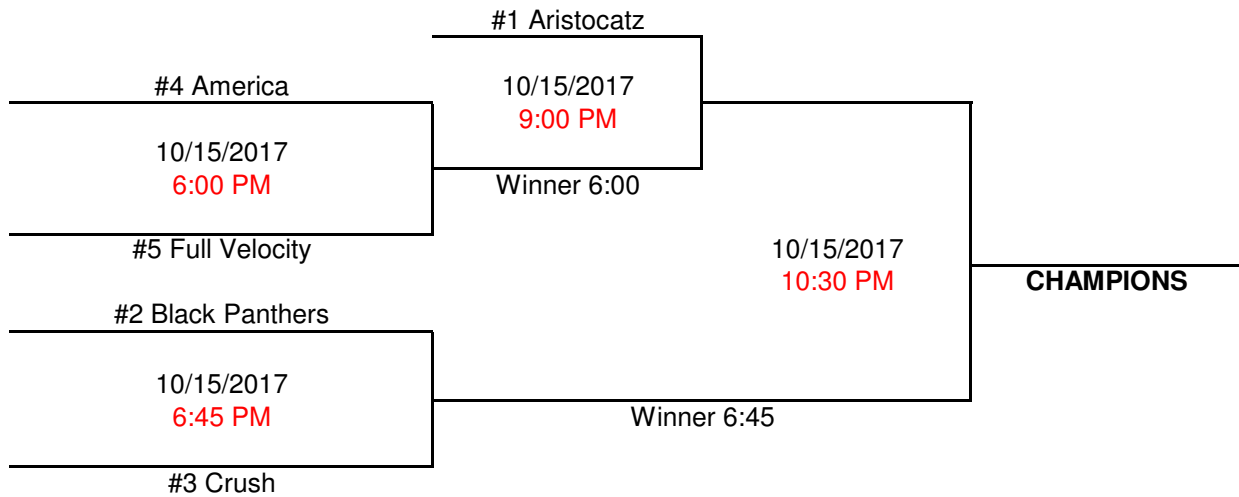 #1 Aristocatz
#4 America
10/15/2017
9:00 PM
10/15/2017
6:00 PM
Winner 6:00
#5 Full Velocity
10/15/2017
10:30 PM
CHAMPIONS
#2 Black Panthers
10/15/2017
6:45 PM
Winner 6:45
#3 Crush